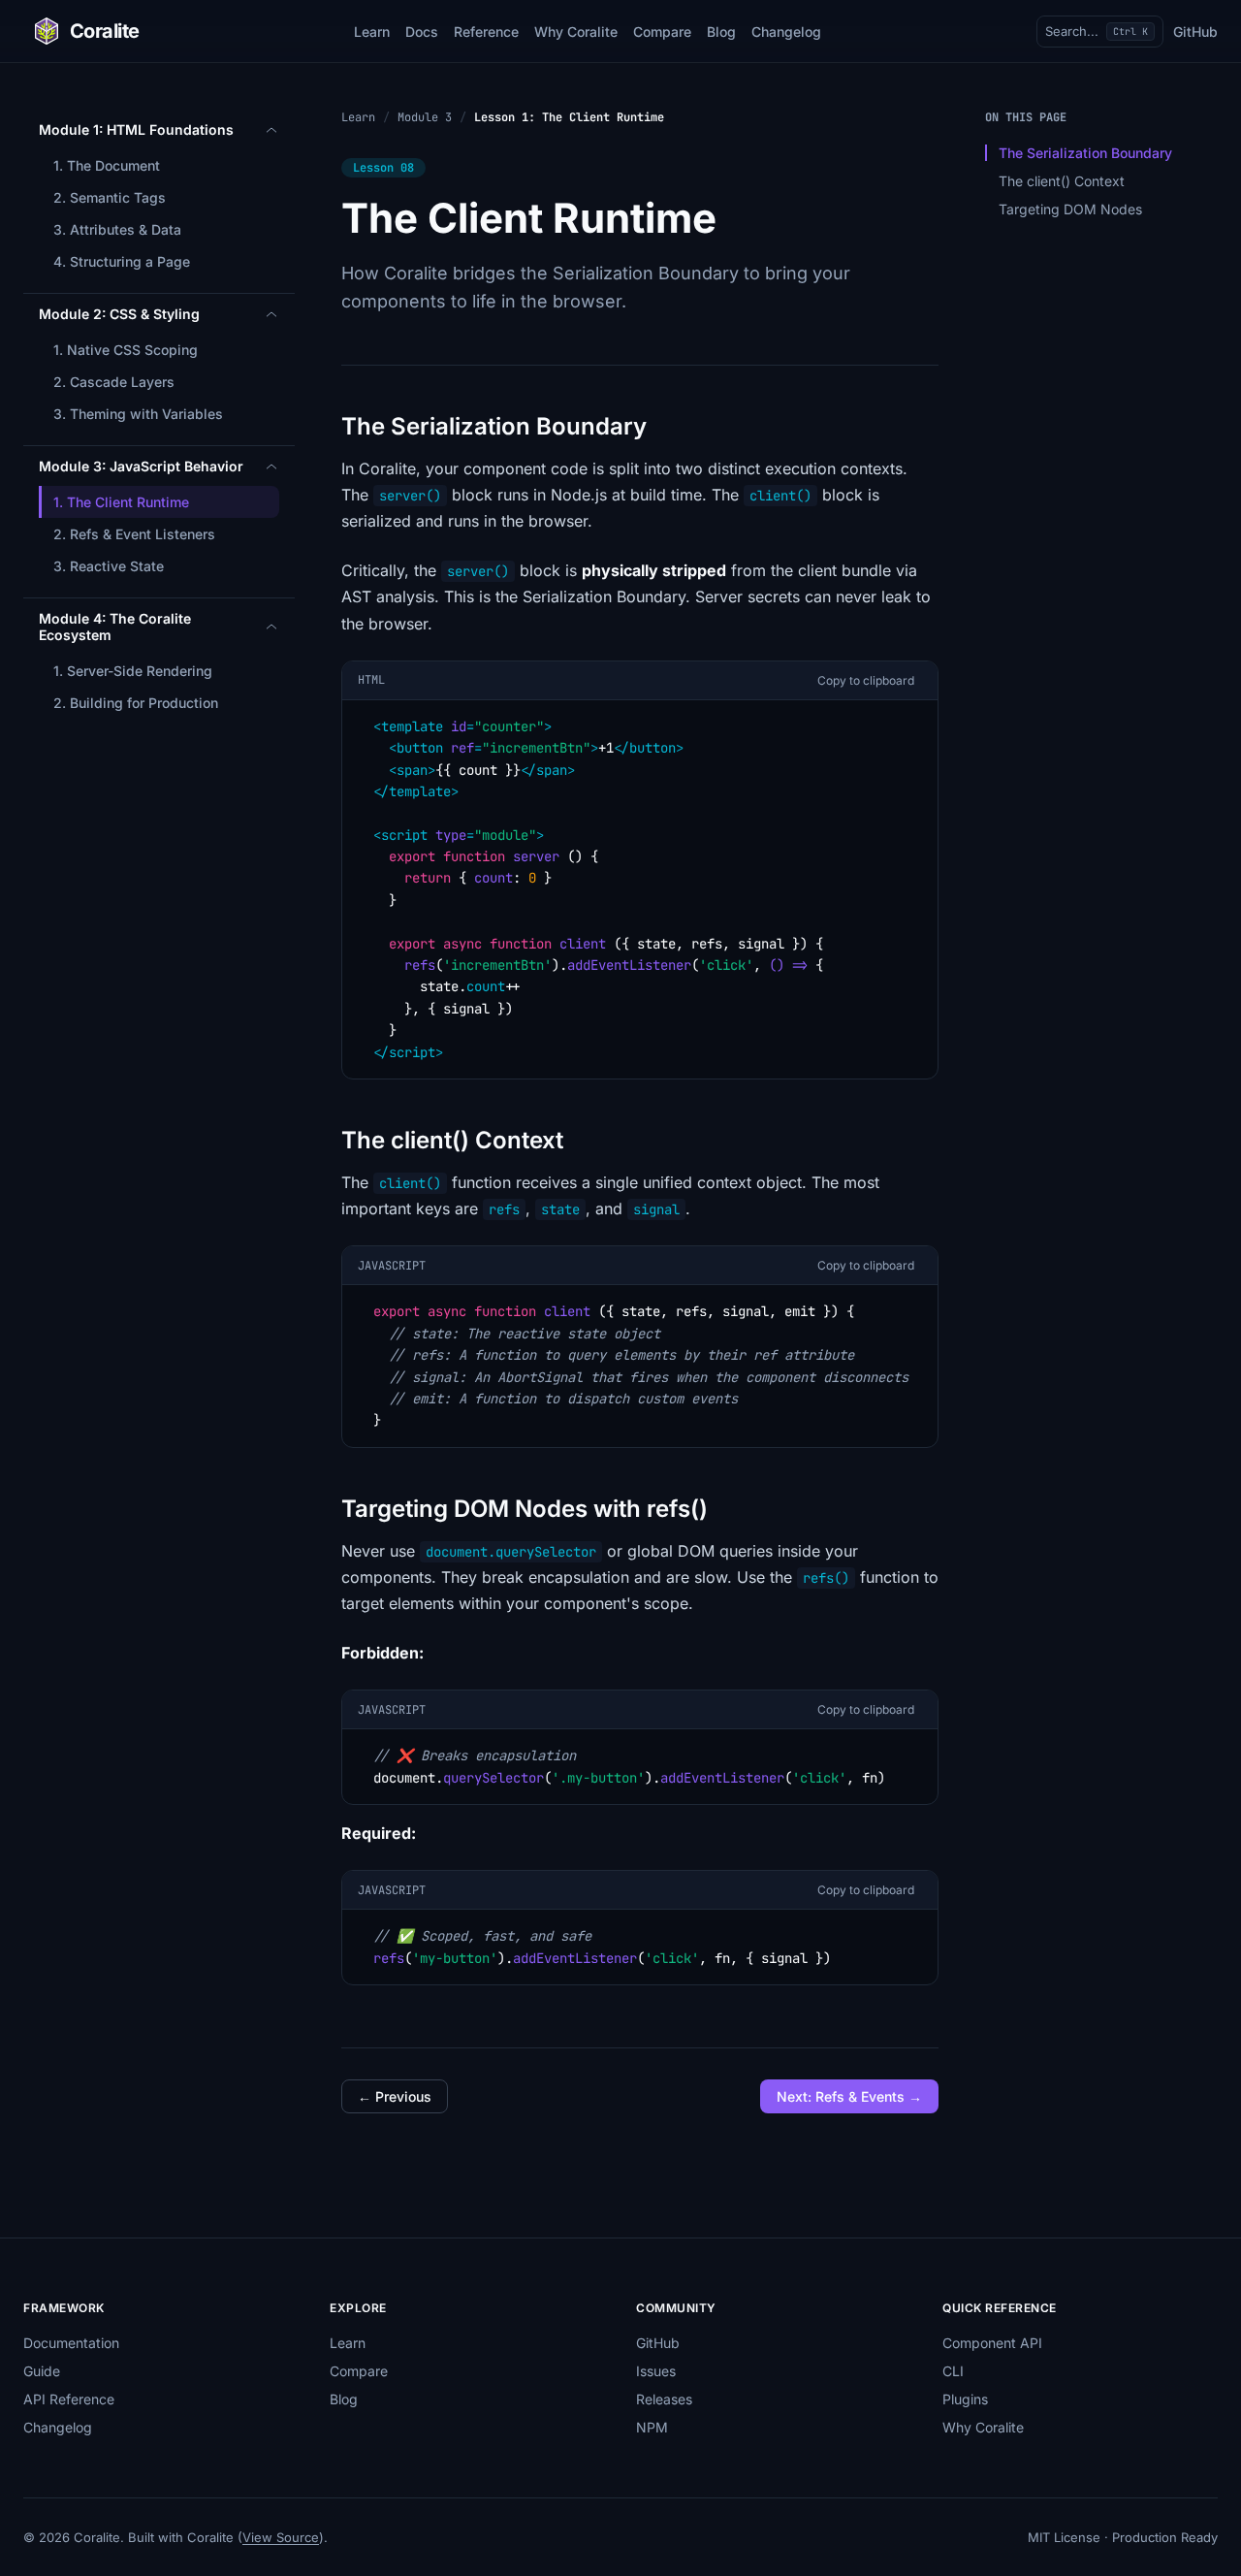 Coralite
Learn Docs Reference Why Coralite Compare Blog Changelog
Search... Ctrl K GitHub
Module 1: HTML Foundations
1. The Document
2. Semantic Tags
3. Attributes & Data
4. Structuring a Page
Module 2: CSS & Styling
1. Native CSS Scoping
2. Cascade Layers
3. Theming with Variables
Module 3: JavaScript Behavior
1. The Client Runtime
2. Refs & Event Listeners
3. Reactive State
Module 4: The Coralite
Ecosystem
1. Server-Side Rendering
2. Building for Production
Learn / Module 3 / Lesson 1: The Client Runtime
Lesson 08
The Client Runtime
How Coralite bridges the Serialization Boundary to bring your
components to life in the browser.
The Serialization Boundary
In Coralite, your component code is split into two distinct execution contexts.
The server() block runs in Node.js at build time. The client() block is
serialized and runs in the browser.
Critically, the server() block is physically stripped from the client bundle via
AST analysis. This is the Serialization Boundary. Server secrets can never leak to
the browser.
HTML Copy to clipboard
<template id="counter">
  <button ref="incrementBtn">+1</button>
  <span>{{ count }}</span>
</template>

<script type="module">
  export function server () {
    return { count: 0 }
  }

  export async function client ({ state, refs, signal }) {
    refs('incrementBtn').addEventListener('click', () => {
      state.count++
    }, { signal })
  }
</script>
The client() Context
The client() function receives a single unified context object. The most
important keys are refs, state, and signal.
JAVASCRIPT Copy to clipboard
export async function client ({ state, refs, signal, emit }) {
  // state: The reactive state object
  // refs: A function to query elements by their ref attribute
  // signal: An AbortSignal that fires when the component disconnects
  // emit: A function to dispatch custom events
}
Targeting DOM Nodes with refs()
Never use document.querySelector or global DOM queries inside your
components. They break encapsulation and are slow. Use the refs() function to
target elements within your component's scope.
Forbidden:
JAVASCRIPT Copy to clipboard
// ❌ Breaks encapsulation
document.querySelector('.my-button').addEventListener('click', fn)
Required:
JAVASCRIPT Copy to clipboard
// ✅ Scoped, fast, and safe
refs('my-button').addEventListener('click', fn, { signal })
← Previous
Next: Refs & Events →
ON THIS PAGE
The Serialization Boundary
The client() Context
Targeting DOM Nodes
FRAMEWORK
Documentation
Guide
API Reference
Changelog
EXPLORE
Learn
Compare
Blog
COMMUNITY
GitHub
Issues
Releases
NPM
QUICK REFERENCE
Component API
CLI
Plugins
Why Coralite
© 2026 Coralite. Built with Coralite (View Source).
MIT License · Production Ready